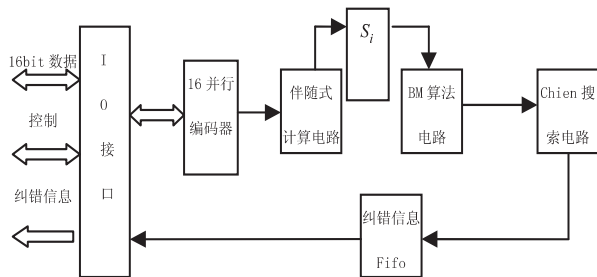 16bit 数据
控制
纠错信息
I
O
接
口
16 并行
编码器
伴随式
计算电路
S_i
BM 算法
电路
Chien 搜
索电路
纠错信息
Fifo